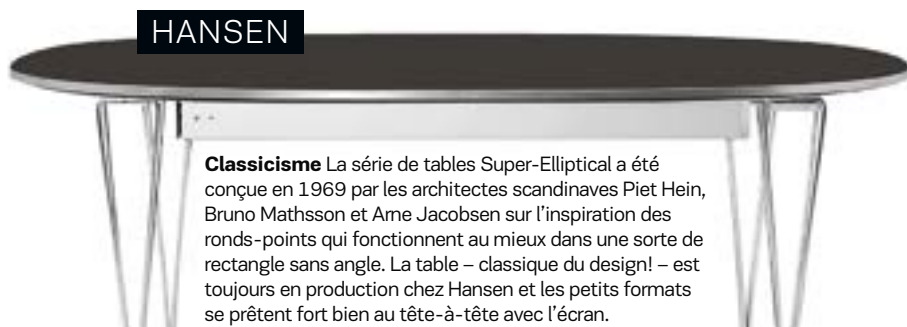 HANSEN
Classicisme La série de tables Super-Elliptical a été
conçue en 1969 par les architectes scandinaves Piet Hein,
Bruno Mathsson et Arne Jacobsen sur l’inspiration des
ronds-points qui fonctionnent au mieux dans une sorte de
rectangle sans angle. La table – classique du design! – est
toujours en production chez Hansen et les petits formats
se prêtent fort bien au tête-à-tête avec l’écran.